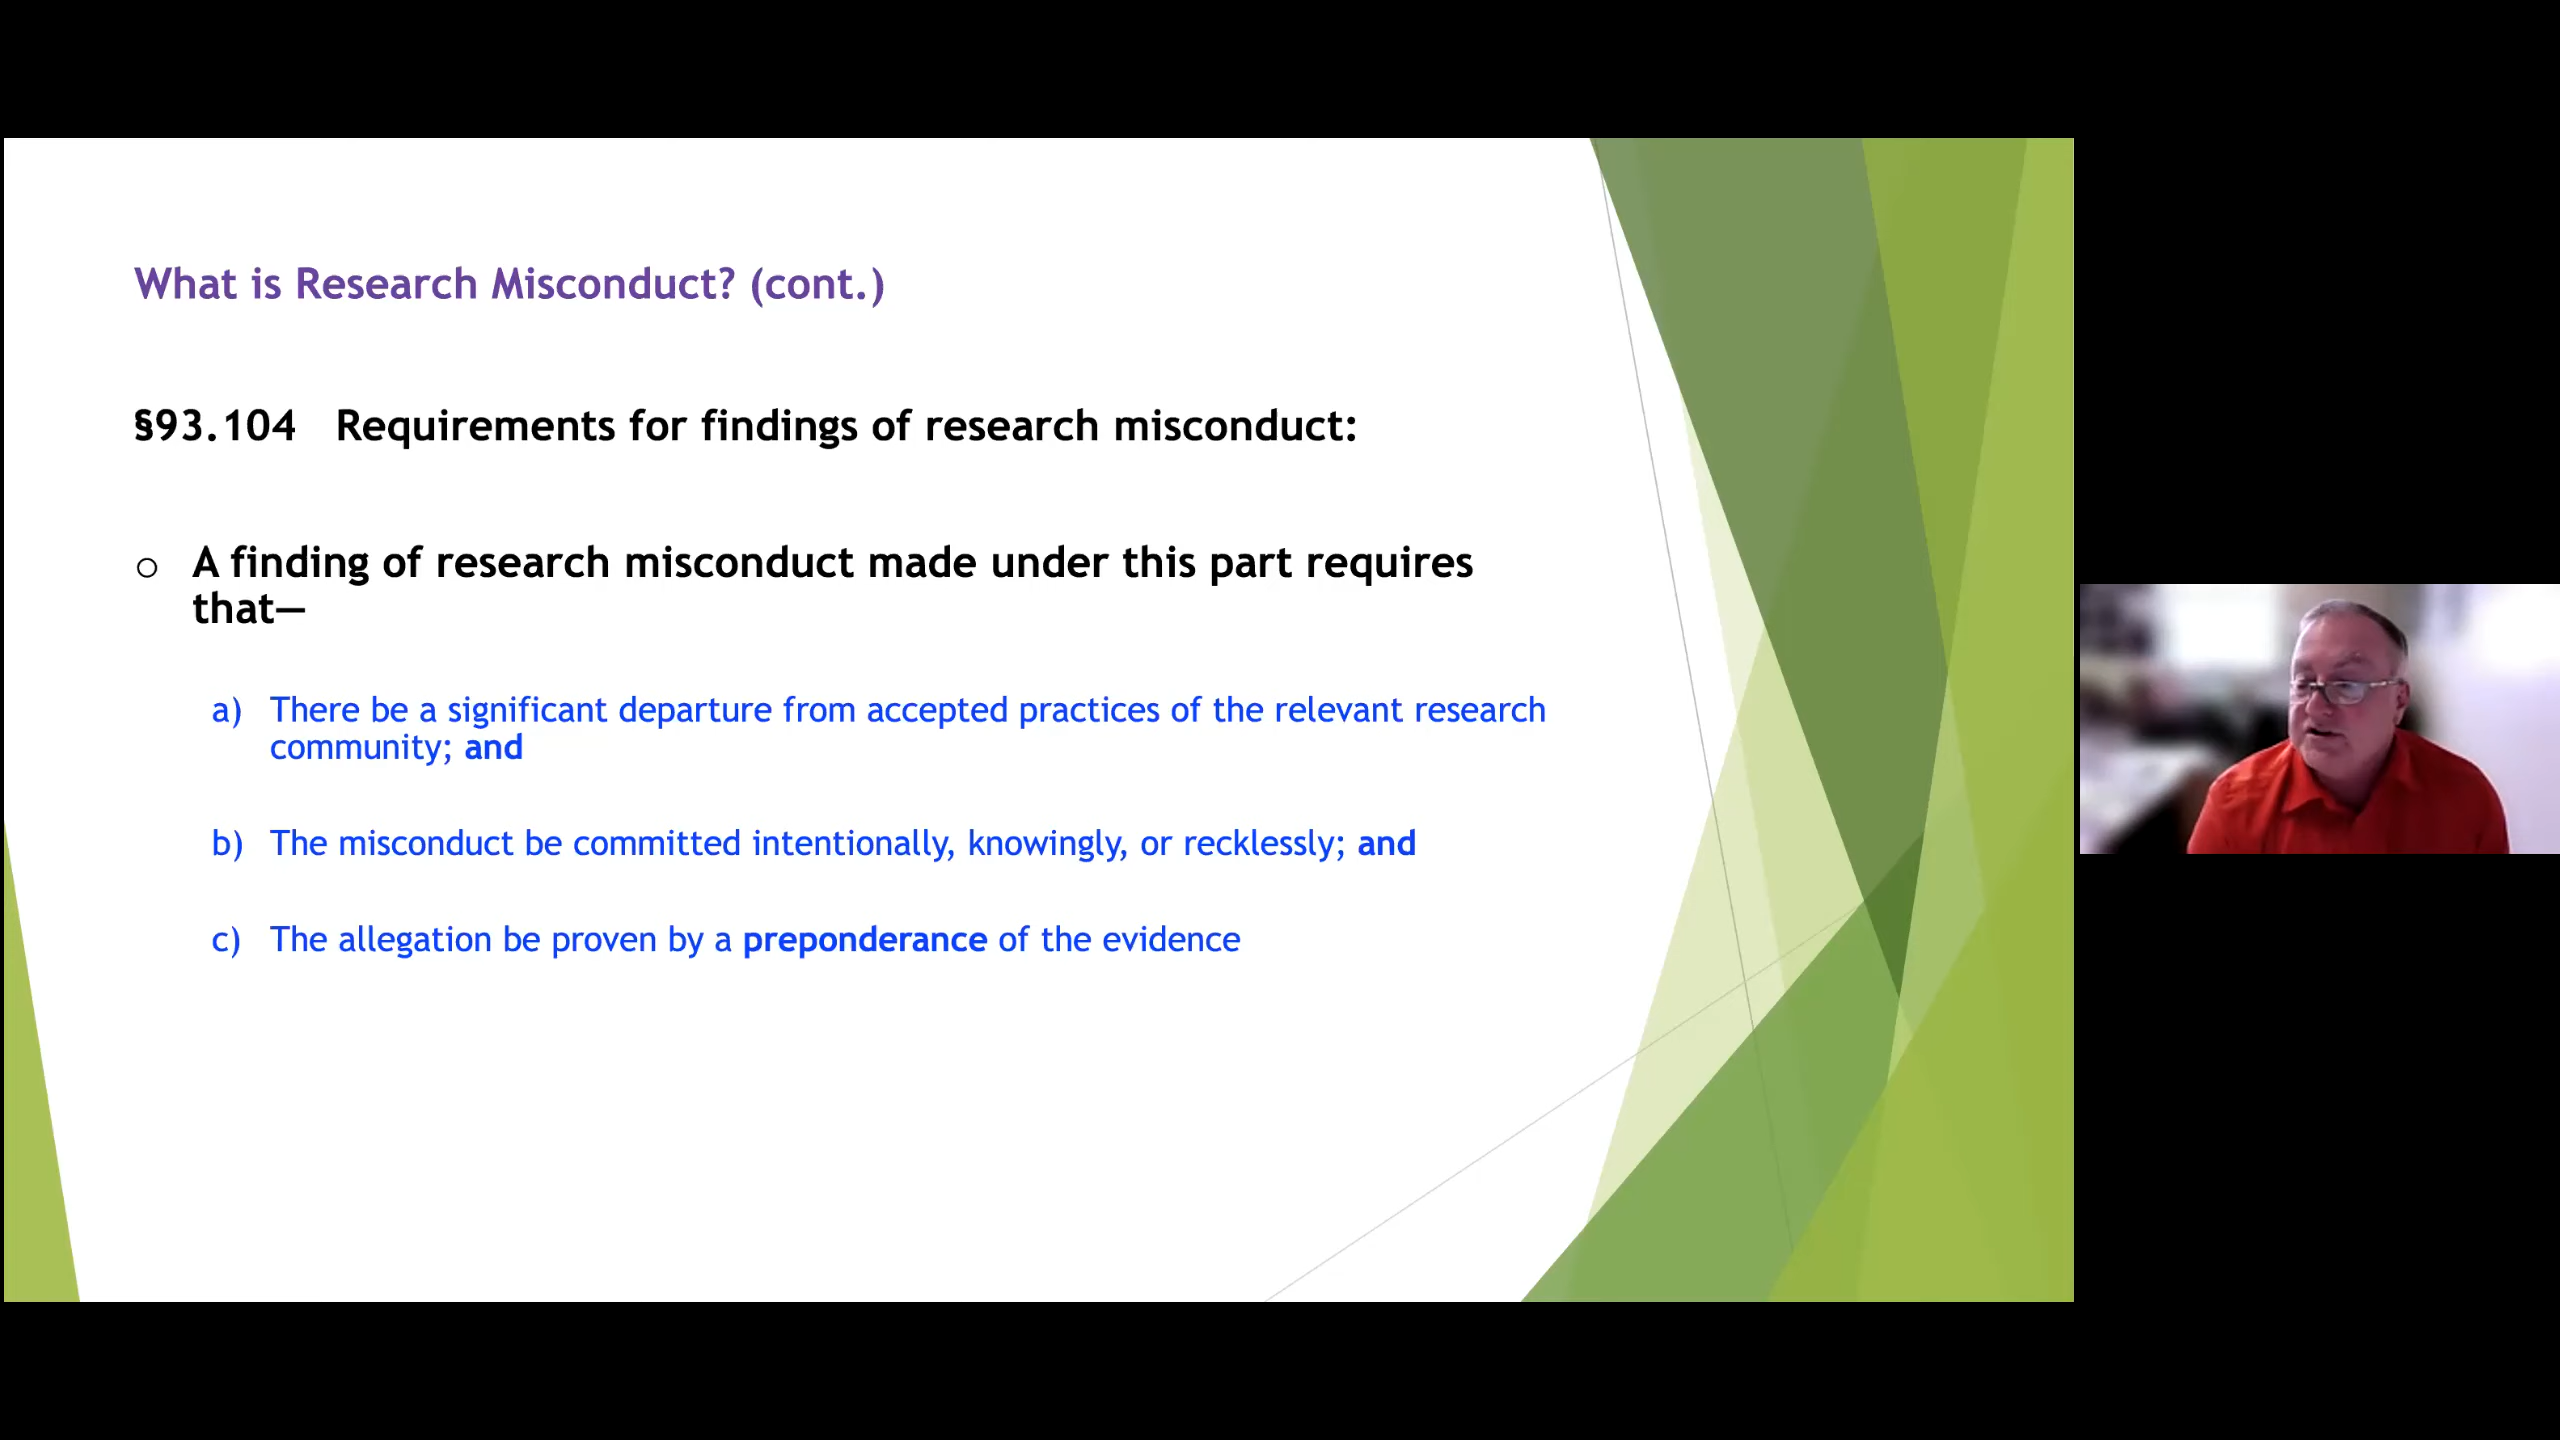 What is Research Misconduct? (cont.)
§93.104 Requirements for findings of research misconduct:
o A finding of research misconduct made under this part requires
that—
a) There be a significant departure from accepted practices of the relevant research
community; and
b) The misconduct be committed intentionally, knowingly, or recklessly; and
c) The allegation be proven by a preponderance of the evidence